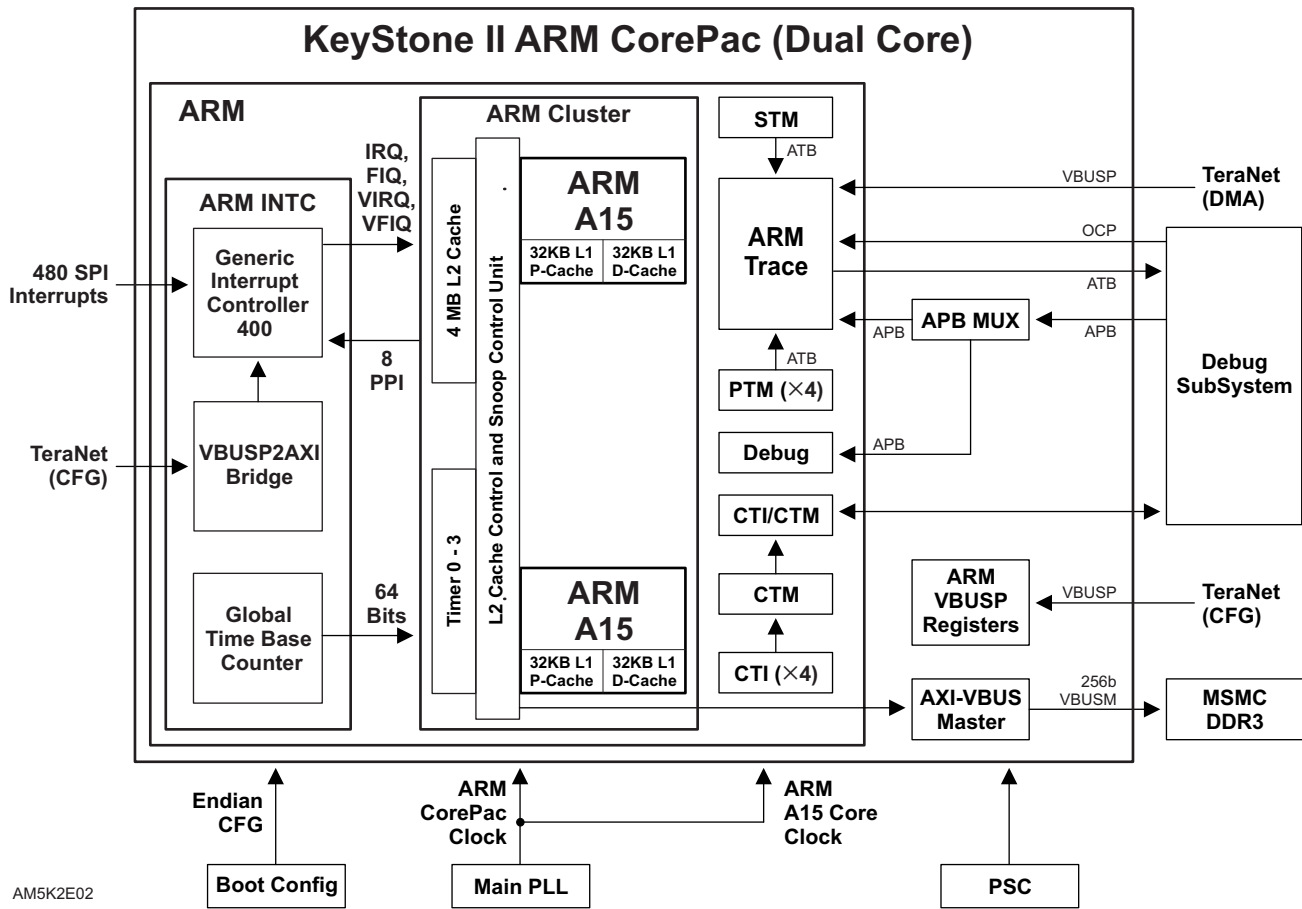 KeyStone II ARM CorePac (Dual Core)
ARM
ARM INTC
Generic
Interrupt
Controller
400
VBUSP2AXI
Bridge
Global
Time Base
Counter
480 SPI
Interrupts
TeraNet
(CFG)
IRQ,
FIQ,
VIRQ,
VFIQ
8
PPI
64
Bits
ARM Cluster
4 MB L2 Cache
Timer 0 - 3
L2 Cache Control and Snoop Control Unit
ARM
A15
32KB L1
P-Cache
32KB L1
D-Cache
ARM
A15
32KB L1
P-Cache
32KB L1
D-Cache
STM
ATB
ARM
Trace
ATB
PTM (×4)
Debug
CTI/CTM
CTM
CTI (×4)
VBUSP
TeraNet
(DMA)
OCP
ATB
APB
APB MUX
APB
APB
Debug
SubSystem
ARM
VBUSP
Registers
VBUSP
TeraNet
(CFG)
AXI-VBUS
Master
256b
VBUSM
MSMC
DDR3
Endian
CFG
Boot Config
ARM
CorePac
Clock
Main PLL
ARM
A15 Core
Clock
PSC
AM5K2E02